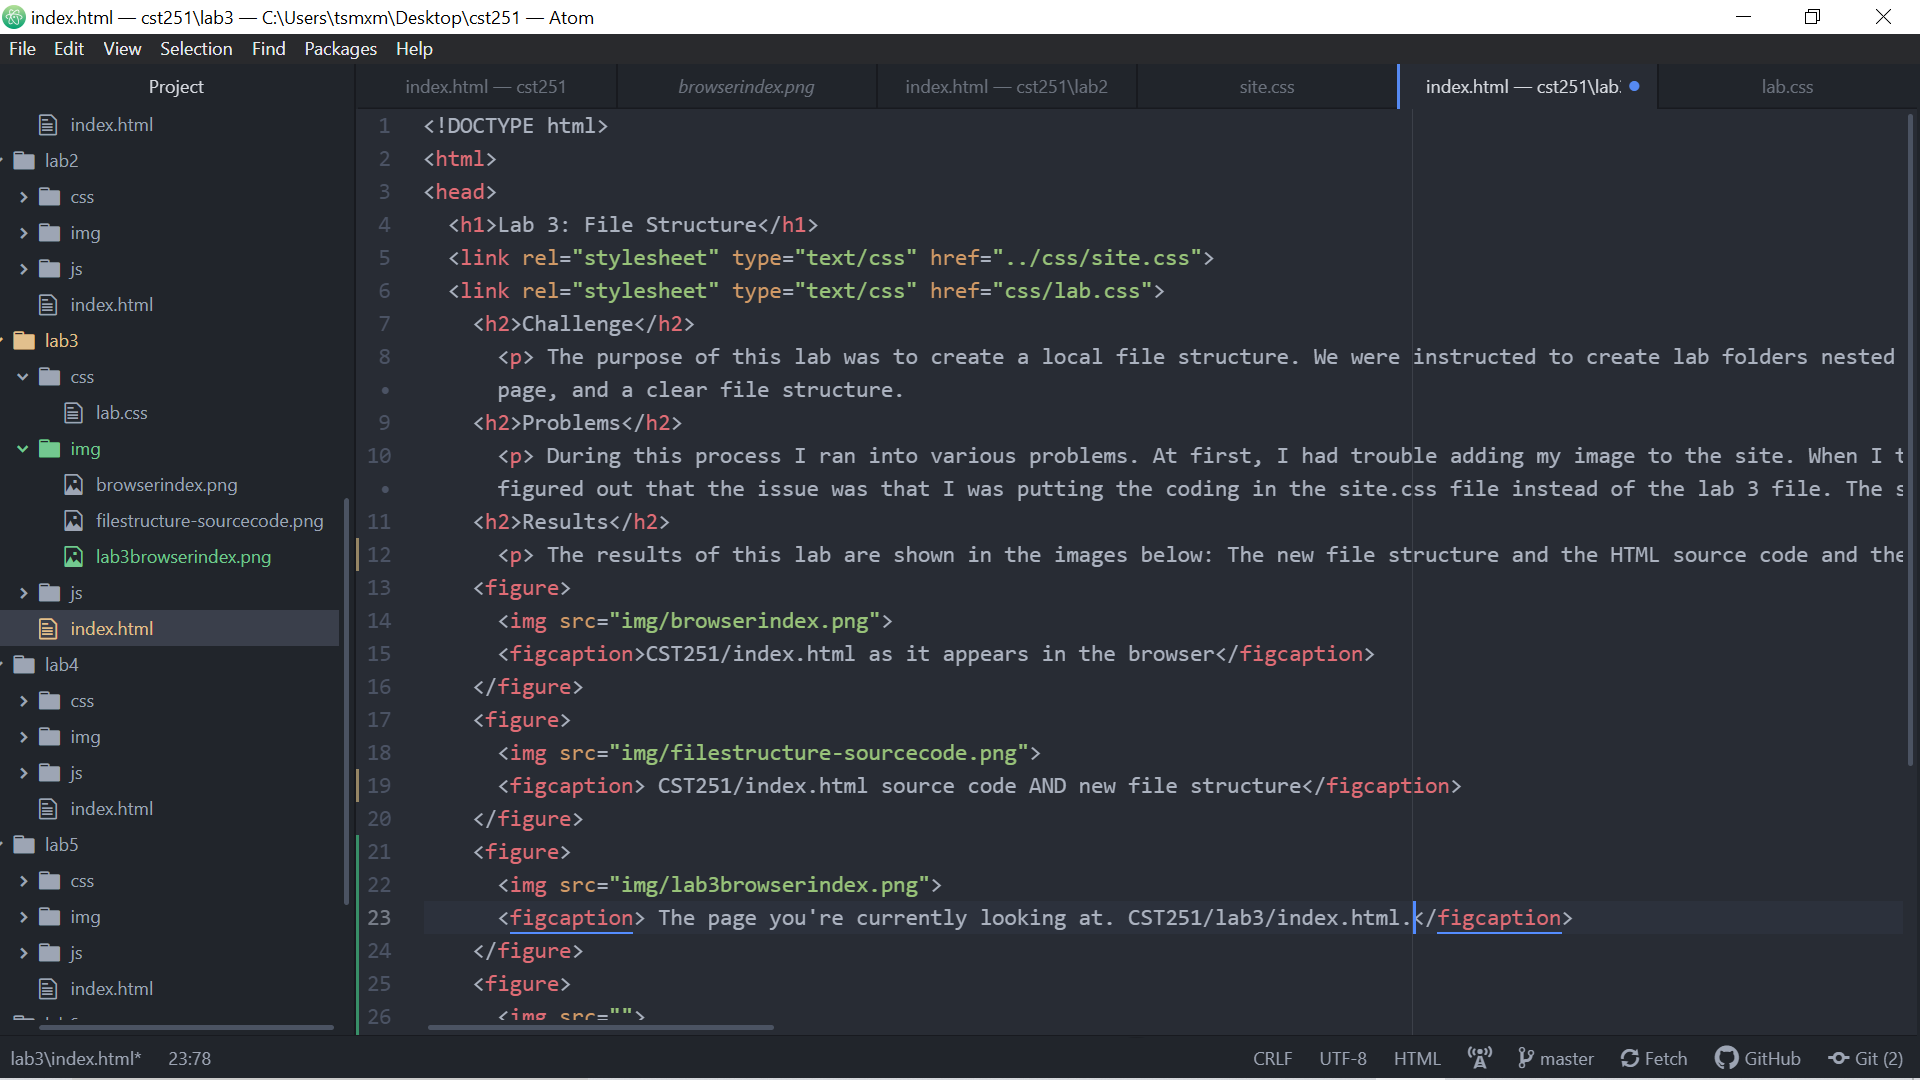 index.html — cst251\lab3 — C:\Users\tsmxm\Desktop\cst251 — Atom
File Edit View Selection Find Packages Help
Project
index.html
lab2
css
img
js
index.html
lab3
css
lab.css
img
browserindex.png
filestructure-sourcecode.png
lab3browserindex.png
js
index.html
lab4
css
img
js
index.html
lab5
css
img
js
index.html
index.html — cst251 browserindex.png index.html — cst251\lab2 site.css index.html — cst251\lab lab.css
1 <!DOCTYPE html>
2 <html>
3 <head>
4 <h1>Lab 3: File Structure</h1>
5 <link rel="stylesheet" type="text/css" href="../css/site.css">
6 <link rel="stylesheet" type="text/css" href="css/lab.css">
7 <h2>Challenge</h2>
8 <p> The purpose of this lab was to create a local file structure. We were instructed to create lab folders nested
• page, and a clear file structure.
9 <h2>Problems</h2>
10 <p> During this process I ran into various problems. At first, I had trouble adding my image to the site. When I t
• figured out that the issue was that I was putting the coding in the site.css file instead of the lab 3 file. The s
11 <h2>Results</h2>
12 <p> The results of this lab are shown in the images below: The new file structure and the HTML source code and the
13 <figure>
14 <img src="img/browserindex.png">
15 <figcaption>CST251/index.html as it appears in the browser</figcaption>
16 </figure>
17 <figure>
18 <img src="img/filestructure-sourcecode.png">
19 <figcaption> CST251/index.html source code AND new file structure</figcaption>
20 </figure>
21 <figure>
22 <img src="img/lab3browserindex.png">
23 <figcaption> The page you're currently looking at. CST251/lab3/index.html.</figcaption>
24 </figure>
25 <figure>
26 <img src="">
lab3\index.html* 23:78 CRLF UTF-8 HTML master Fetch GitHub Git (2)